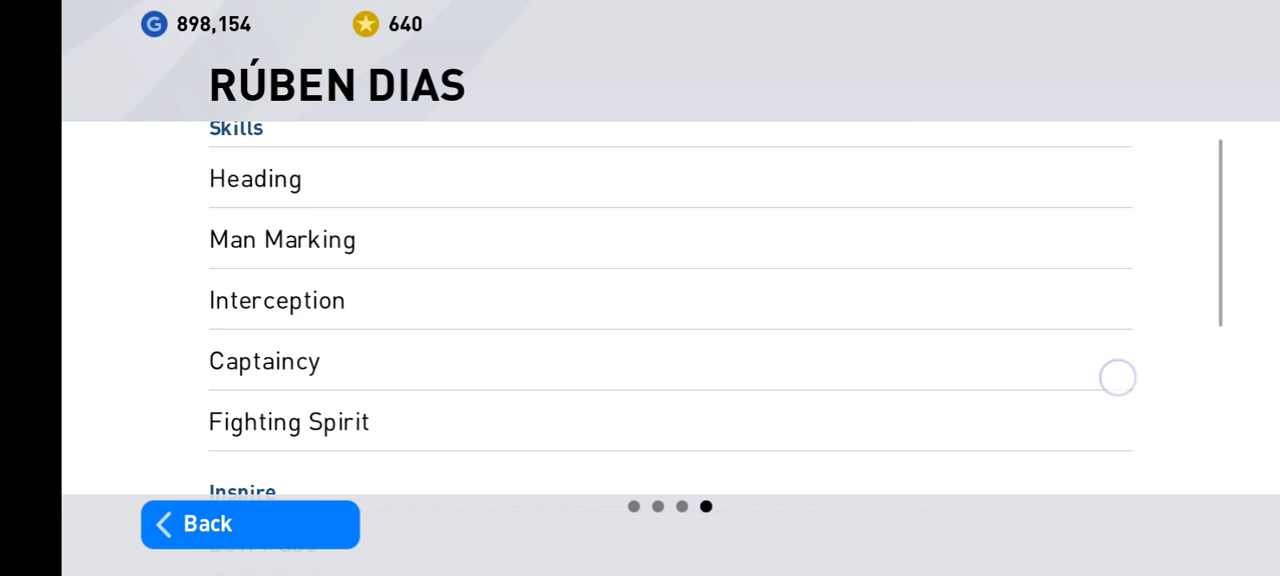 G 898,154 640
RÚBEN DIAS
Skills
Heading
Man Marking
Interception
Captaincy
Fighting Spirit
Inspire
Back